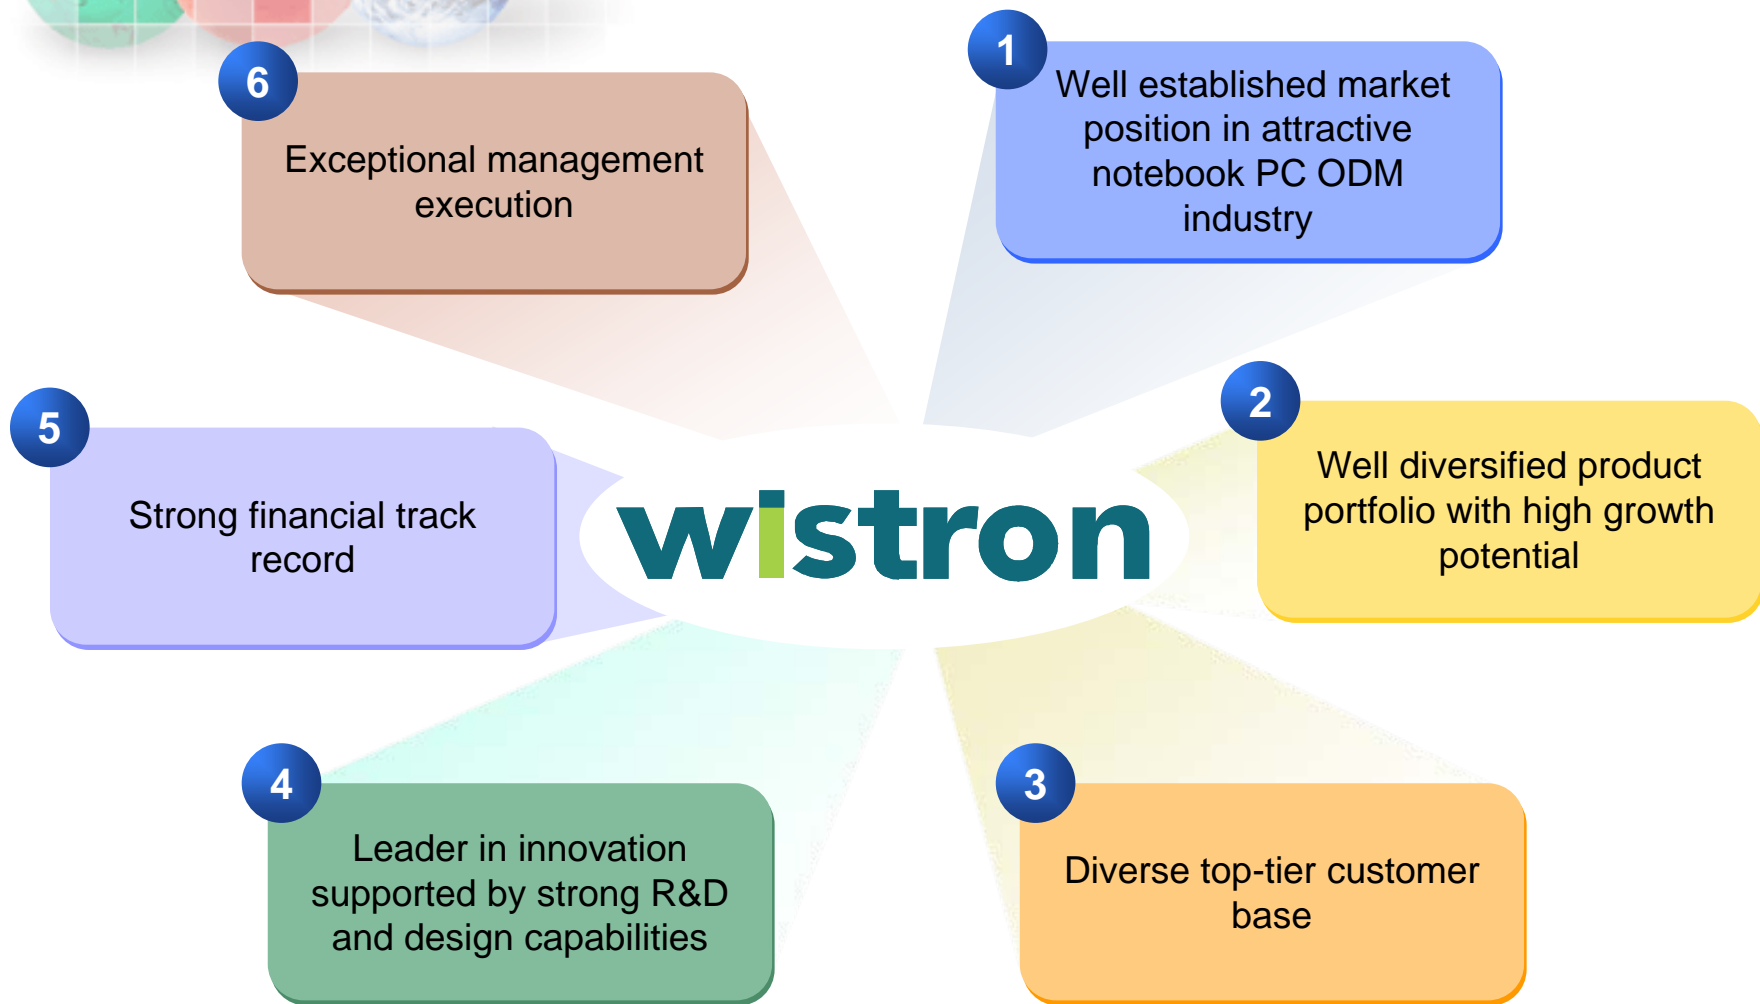 1
Well established market
position in attractive
notebook PC ODM
industry
2
Well diversified product
portfolio with high growth
potential
3
Diverse top-tier customer
base
4
Leader in innovation
supported by strong R&D
and design capabilities
5
Strong financial track
record
6
Exceptional management
execution
wistron